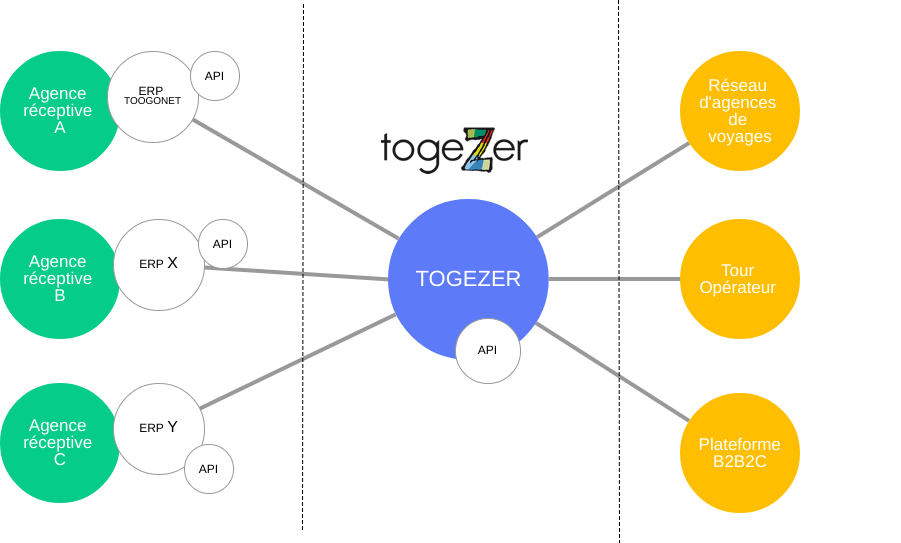 Agence
réceptive
A
ERP
TOOGONET
API
Agence
réceptive
B
ERP X
API
Agence
réceptive
C
ERP Y
API
togeZer
TOGEZER
API
Réseau
d'agences
de
voyages
Tour
Opérateur
Plateforme
B2B2C